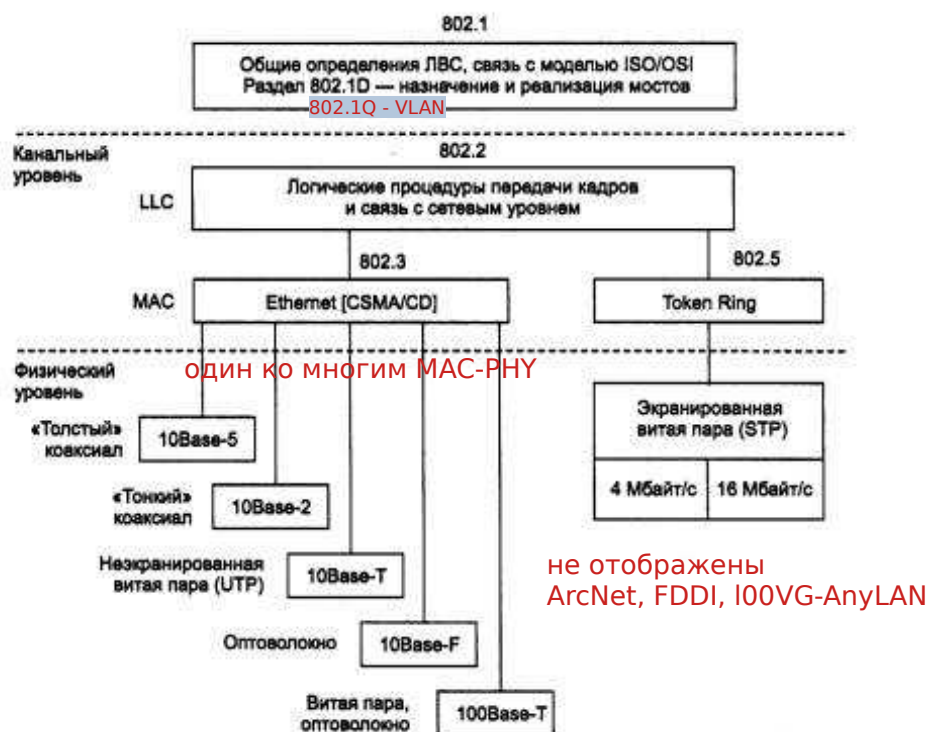 802.1
Общие определения ЛВС, связь с моделью ISO/OSI
Раздел 802.1D — назначение и реализация мостов
802.1Q - VLAN
Канальный
уровень
802.2
LLC
Логические процедуры передачи кадров
и связь с сетевым уровнем
802.3
802.5
MAC
Ethernet [CSMA/CD]
Token Ring
один ко многим MAC-PHY
Физический
уровень
«Толстый»
коаксиал
10Base-5
Экранированная
витая пара (STP)
4 Мбайт/с
16 Мбайт/с
«Тонкий»
коаксиал
10Base-2
Неэкранированная
витая пара (UTP)
10Base-T
не отображены
ArcNet, FDDI, l00VG-AnyLAN
Оптоволокно
10Base-F
Витая пара,
оптоволокно
100Base-T